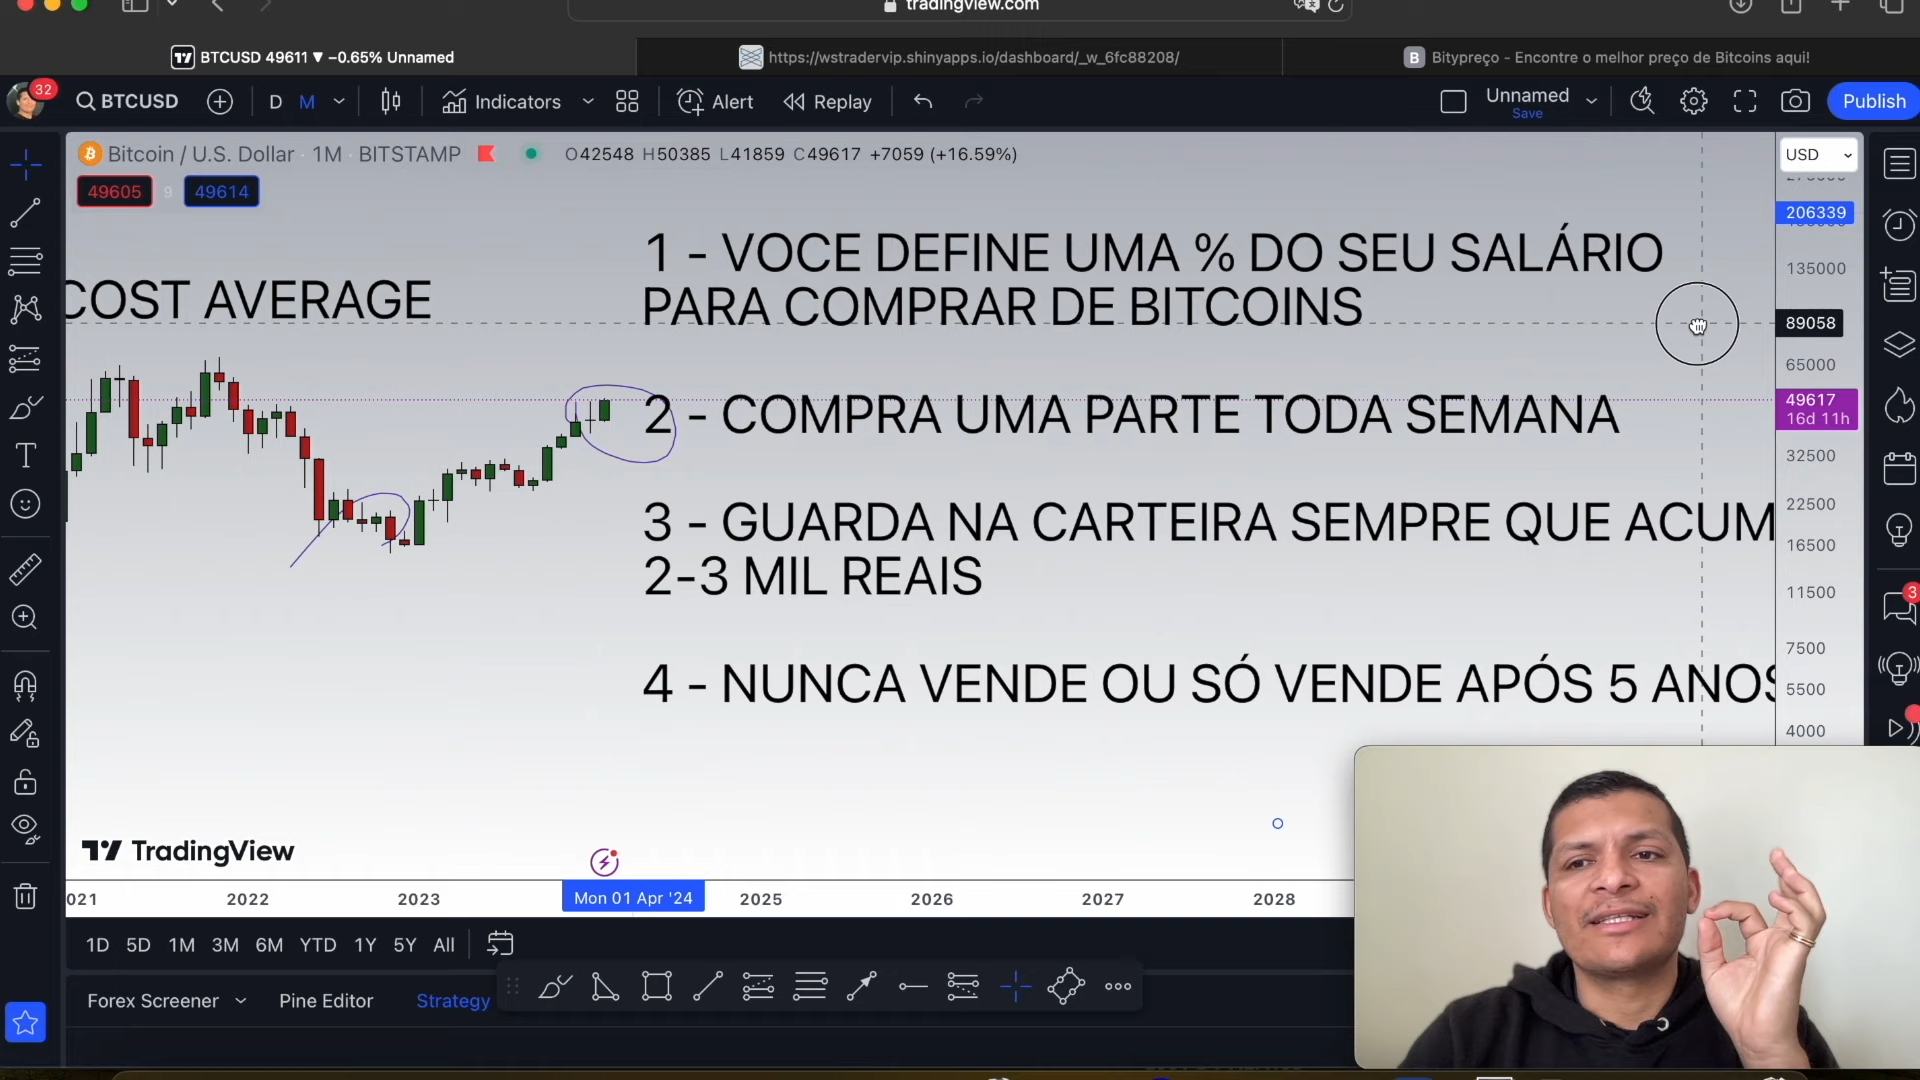 tradingview.com
BTCUSD 49611 ▼ −0.65% Unnamed
https://wstradervip.shinyapps.io/dashboard/_w_6fc88208/
B
Bitypreço - Encontre o melhor preço de Bitcoins aqui!
32
BTCUSD
D
M
Indicators
Alert
Replay
Unnamed
Save
Publish
Bitcoin / U.S. Dollar · 1M · BITSTAMP
O42548 H50385 L41859 C49617 +7059 (+16.59%)
USD
49605
9
49614
206339
1 - VOCE DEFINE UMA % DO SEU SALÁRIO
PARA COMPRAR DE BITCOINS
135000
COST AVERAGE
89058
65000
2 - COMPRA UMA PARTE TODA SEMANA
49617
16d 11h
32500
22500
3 - GUARDA NA CARTEIRA SEMPRE QUE ACUM
2-3 MIL REAIS
16500
11500
3
7500
4 - NUNCA VENDE OU SÓ VENDE APÓS 5 ANOS
5500
4000
TradingView
021
2022
2023
Mon 01 Apr '24
2025
2026
2027
2028
1D 5D 1M 3M 6M YTD 1Y 5Y All
Forex Screener
Pine Editor
Strategy